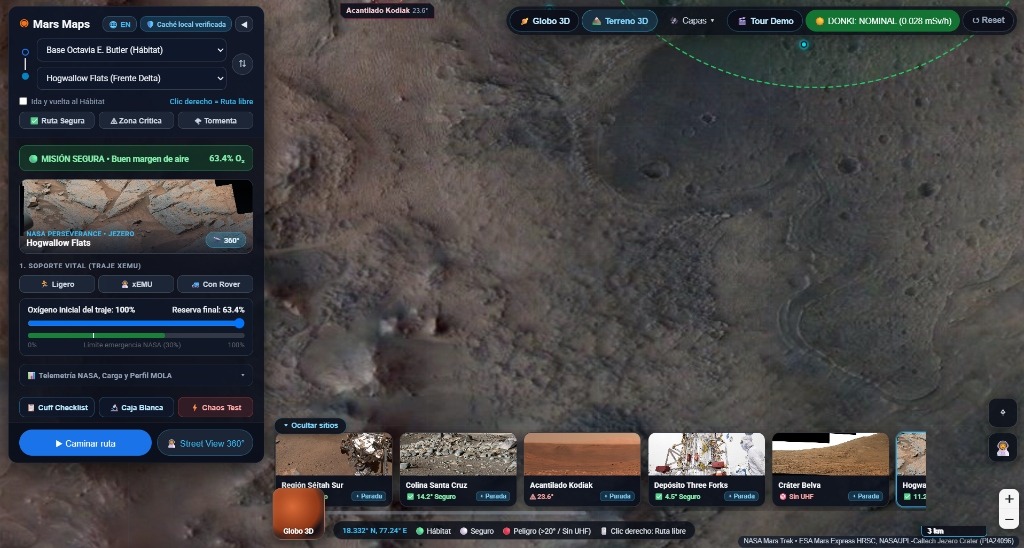 Mars Maps
EN
Caché local verificada
Base Octavia E. Butler (Hábitat)
Hogwallow Flats (Frente Delta)
Ida y vuelta al Hábitat
Clic derecho = Ruta libre
Ruta Segura
Zona Crítica
Tormenta
MISIÓN SEGURA • Buen margen de aire
63.4% O₂
NASA PERSEVERANCE • JEZERO
Hogwallow Flats
360°
1. SOPORTE VITAL (TRAJE XEMU)
Ligero
xEMU
Con Rover
Oxígeno inicial del traje: 100%
Reserva final: 63.4%
0%
Límite emergencia NASA (30%)
100%
Telemetría NASA, Carga y Perfil MOLA
Cuff Checklist
Caja Blanca
Chaos Test
Caminar ruta
Street View 360°
Acantilado Kodiak 23.6°
Globo 3D
Terreno 3D
Capas
Tour Demo
DONKI: NOMINAL (0.028 mSv/h)
Reset
Ocultar sitios
Región Séítah Sur
+ Parada
Colina Santa Cruz
14.2° Seguro
+ Parada
Acantilado Kodiak
23.6°
+ Parada
Depósito Three Forks
4.5° Seguro
+ Parada
Cráter Belva
Sin UHF
+ Parada
Hogwa
11.2
Globo 3D
18.332° N, 77.24° E
Hábitat
Seguro
Peligro (>20° / Sin UHF)
Clic derecho: Ruta libre
+
−
3 km
NASA Mars Trek • ESA Mars Express HRSC, NASA/JPL-Caltech Jezero Crater (PIA24096)